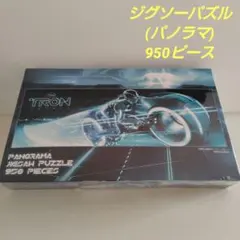 ジグソーパズル
(パノラマ)
950ピース
TRON
PANORAMA
JIGSAW PUZZLE
950 PIECES